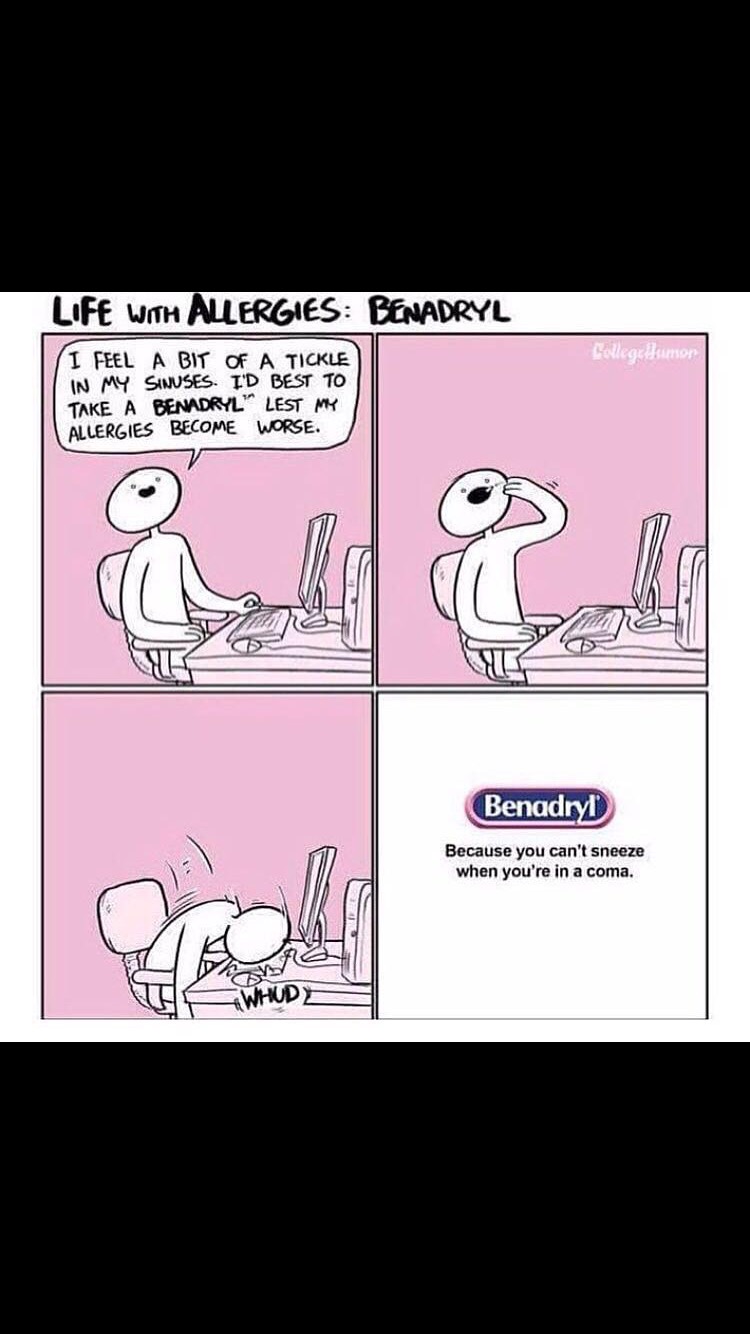 LIFE WITH ALLERGIES: BENADRYL
I FEEL A BIT OF A TICKLE
IN MY SINUSES. I'D BEST TO
TAKE A BENADRYL™ LEST MY
ALLERGIES BECOME WORSE.
CollegeHumor
WHUD
Benadryl®
Because you can't sneeze
when you're in a coma.